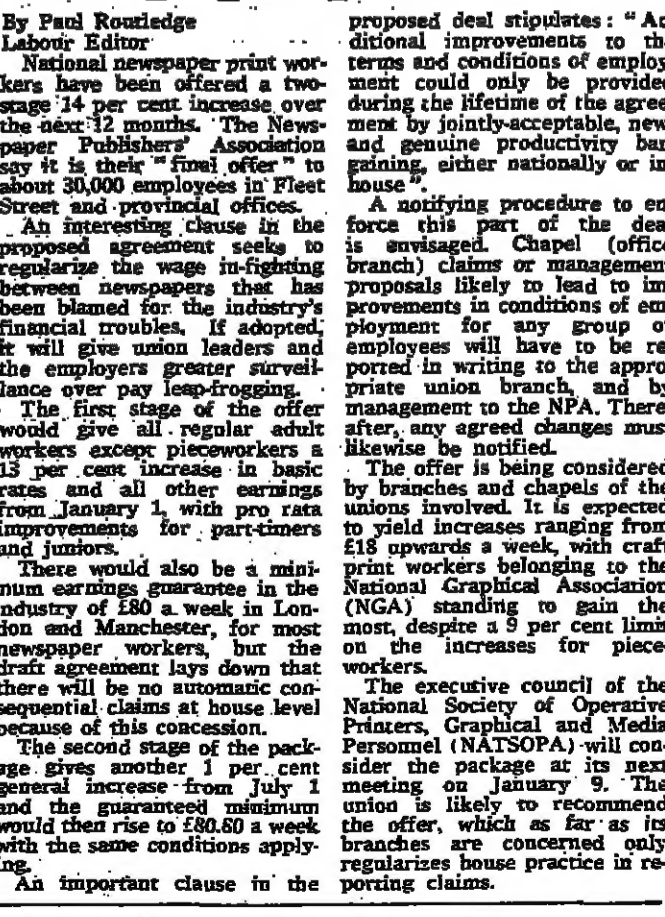 By Paul Routledge
Labour Editor
National newspaper print wor-
kers have been offered a two-
stage 14 per cent increase over
the next 12 months. The News-
paper Publishers' Association
say it is their "final offer" to
about 30,000 employees in Fleet
Street and provincial offices.
An interesting clause in the
proposed agreement seeks to
regularize the wage in-fighting
between newspapers that has
been blamed for the industry's
financial troubles. If adopted,
it will give union leaders and
the employers greater surveil-
lance over pay leap-frogging.
The first stage of the offer
would give all regular adult
workers except pieceworkers a
13 per cent increase in basic
rates and all other earnings
from January 1, with pro rata
improvements for part-timers
and juniors.
There would also be a mini-
mum earnings guarantee in the
industry of £80 a week in Lon-
don and Manchester, for most
newspaper workers, but the
draft agreement lays down that
there will be no automatic con-
sequential claims at house level
because of this concession.
The second stage of the pack-
age gives another 1 per cent
general increase from July 1
and the guaranteed minimum
would then rise to £80.80 a week
with the same conditions apply-
ing.
An important clause in the
proposed deal stipulates: "Ad
ditional improvements to the
terms and conditions of employ
ment could only be provided
during the lifetime of the agree
ment by jointly-acceptable, new
and genuine productivity bar
gaining, either nationally or in
house".
A notifying procedure to en
force this part of the deal
is envisaged. Chapel (office
branch) claims or management
proposals likely to lead to im
provements in conditions of em
ployment for any group of
employees will have to be re
ported in writing to the appro
priate union branch, and by
management to the NPA. There
after, any agreed changes must
likewise be notified.
The offer is being considered
by branches and chapels of the
unions involved. It is expected
to yield increases ranging from
£18 upwards a week, with craft
print workers belonging to the
National Graphical Association
(NGA) standing to gain the
most, despite a 9 per cent limit
on the increases for piece-
workers.
The executive council of the
National Society of Operative
Printers, Graphical and Media
Personnel (NATSOPA) will con-
sider the package at its next
meeting on January 9. The
union is likely to recommend
the offer, which as far as its
branches are concerned only
regularizes house practice in re-
porting claims.